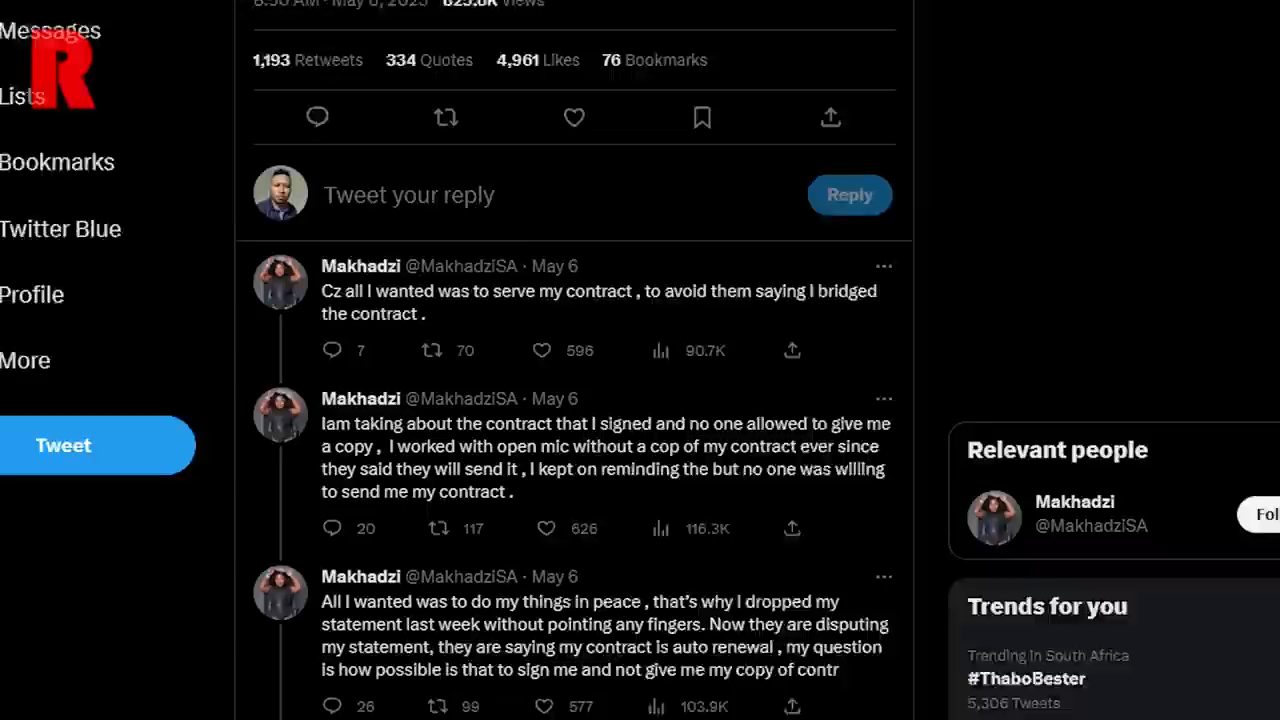 Messages
R
Lists
Bookmarks
Twitter Blue
Profile
More
Tweet
8:50 AM · May 6, 2023 · 825.8K Views
1,193 Retweets 334 Quotes 4,961 Likes 76 Bookmarks
Tweet your reply
Reply
Makhadzi @MakhadziSA · May 6
Cz all I wanted was to serve my contract , to avoid them saying I bridged
the contract .
7 70 596 90.7K
Makhadzi @MakhadziSA · May 6
Iam taking about the contract that I signed and no one allowed to give me
a copy , I worked with open mic without a cop of my contract ever since
they said they will send it , I kept on reminding the but no one was willing
to send me my contract .
20 117 626 116.3K
Makhadzi @MakhadziSA · May 6
All I wanted was to do my things in peace , that's why I dropped my
statement last week without pointing any fingers. Now they are disputing
my statement, they are saying my contract is auto renewal , my question
is how possible is that to sign me and not give me my copy of contr
26 99 577 103.9K
Relevant people
Makhadzi
@MakhadziSA
Fol
Trends for you
Trending in South Africa
#ThaboBester
5,306 Tweets